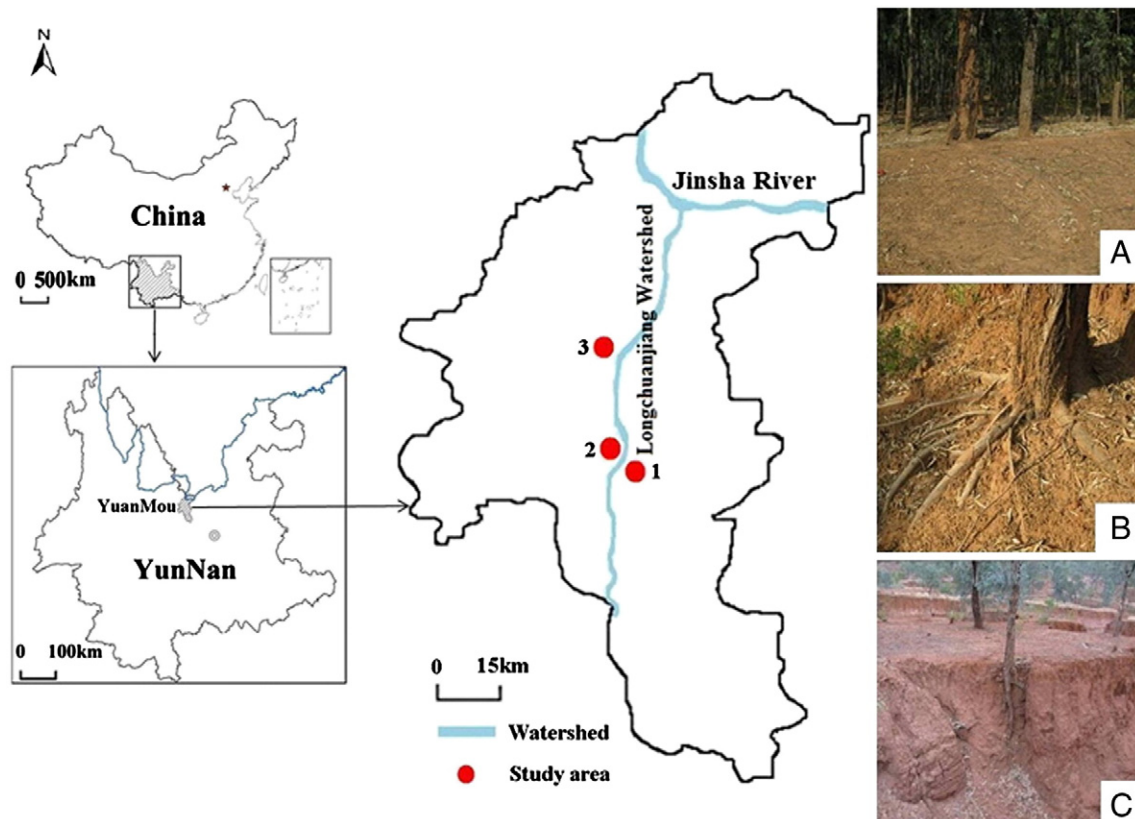 N
China
0 500km
YuanMou
YunNan
0 100km
Jinsha River
Longchuanjiang Watershed
3
2
1
0 15km
Watershed
Study area
A
B
C